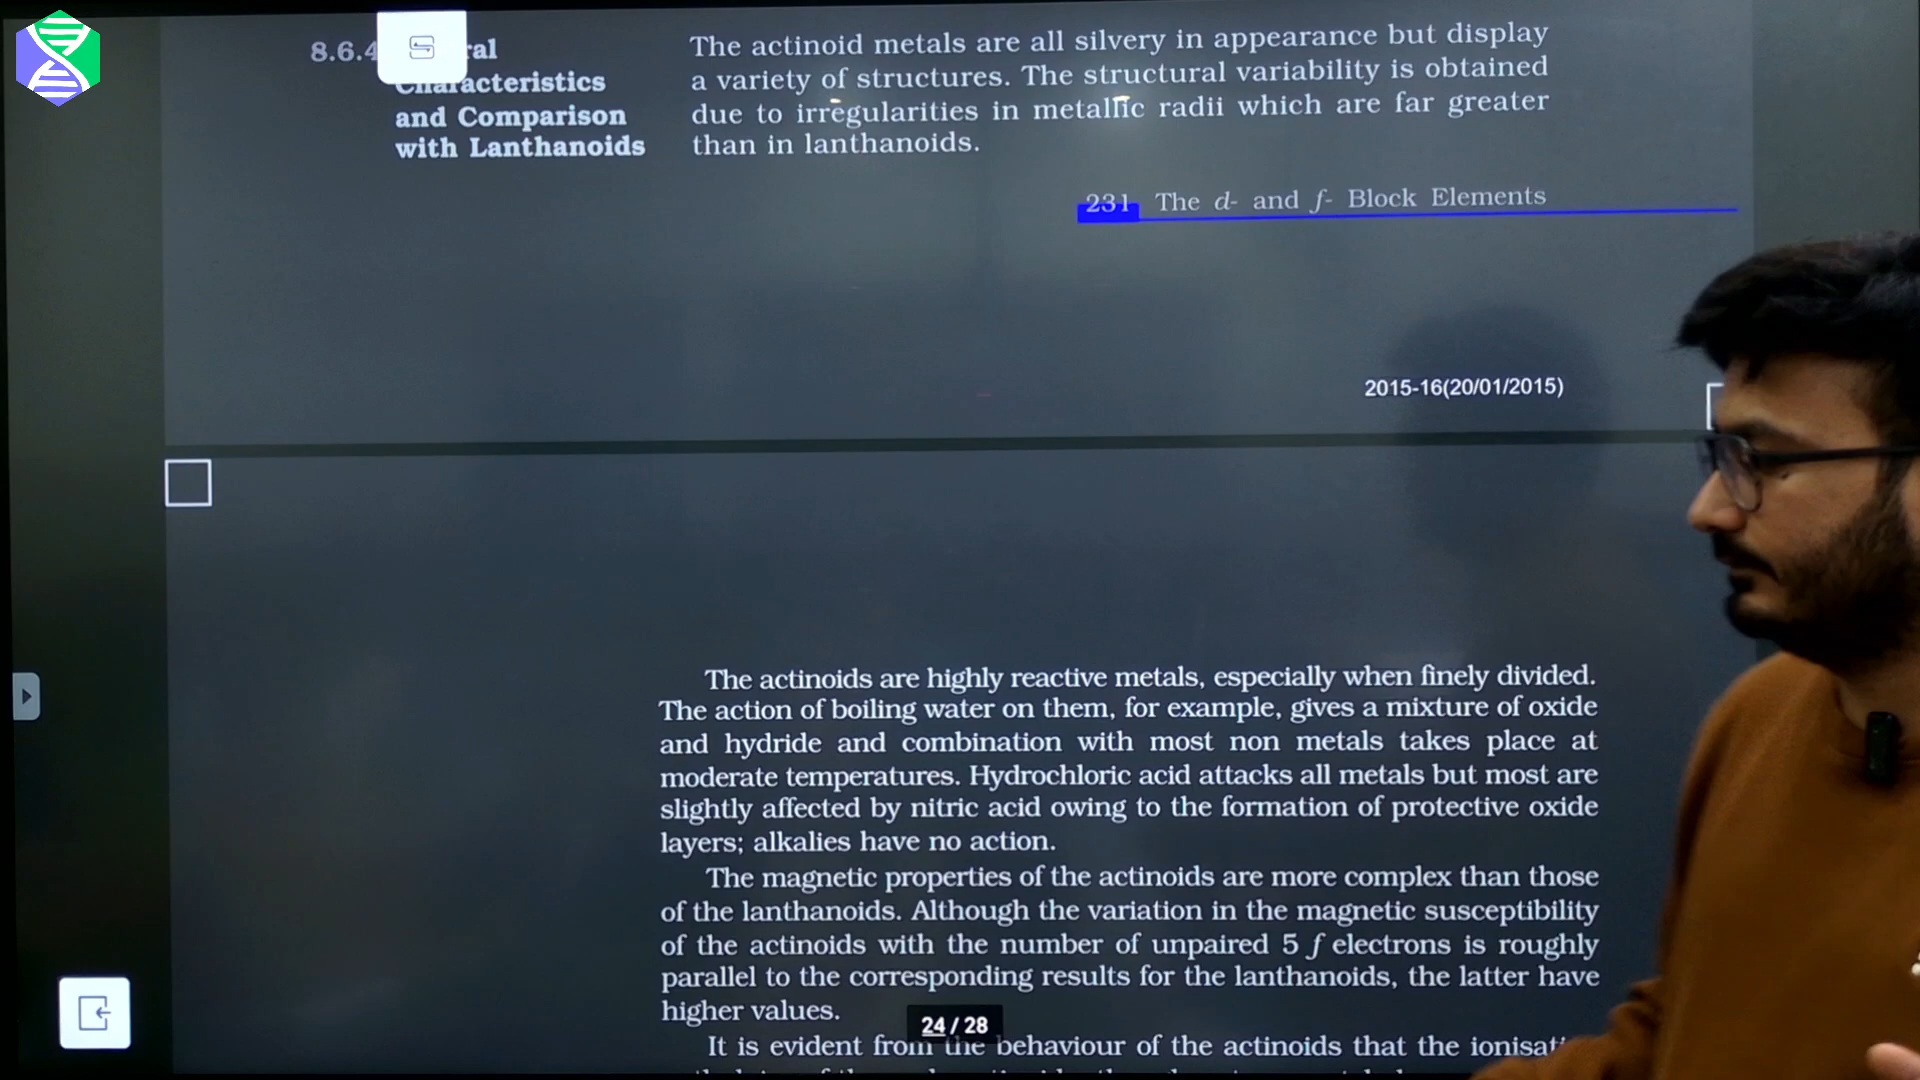 8.6.4 ral
Characteristics
and Comparison
with Lanthanoids
The actinoid metals are all silvery in appearance but display
a variety of structures. The structural variability is obtained
due to irregularities in metallic radii which are far greater
than in lanthanoids.
231 The d- and f- Block Elements
2015-16(20/01/2015)
The actinoids are highly reactive metals, especially when finely divided.
The action of boiling water on them, for example, gives a mixture of oxide
and hydride and combination with most non metals takes place at
moderate temperatures. Hydrochloric acid attacks all metals but most are
slightly affected by nitric acid owing to the formation of protective oxide
layers; alkalies have no action.
The magnetic properties of the actinoids are more complex than those
of the lanthanoids. Although the variation in the magnetic susceptibility
of the actinoids with the number of unpaired 5 f electrons is roughly
parallel to the corresponding results for the lanthanoids, the latter have
higher values.
24 / 28
It is evident from the behaviour of the actinoids that the ionisat